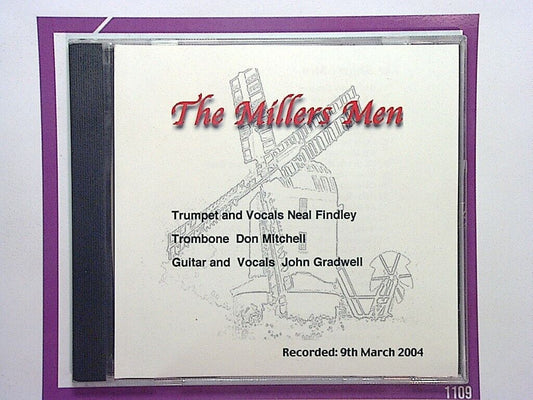 The Millers Men
Trumpet and Vocals Neal Findley
Trombone Don Mitchell
Guitar and Vocals John Gradwell
Recorded: 9th March 2004
1109